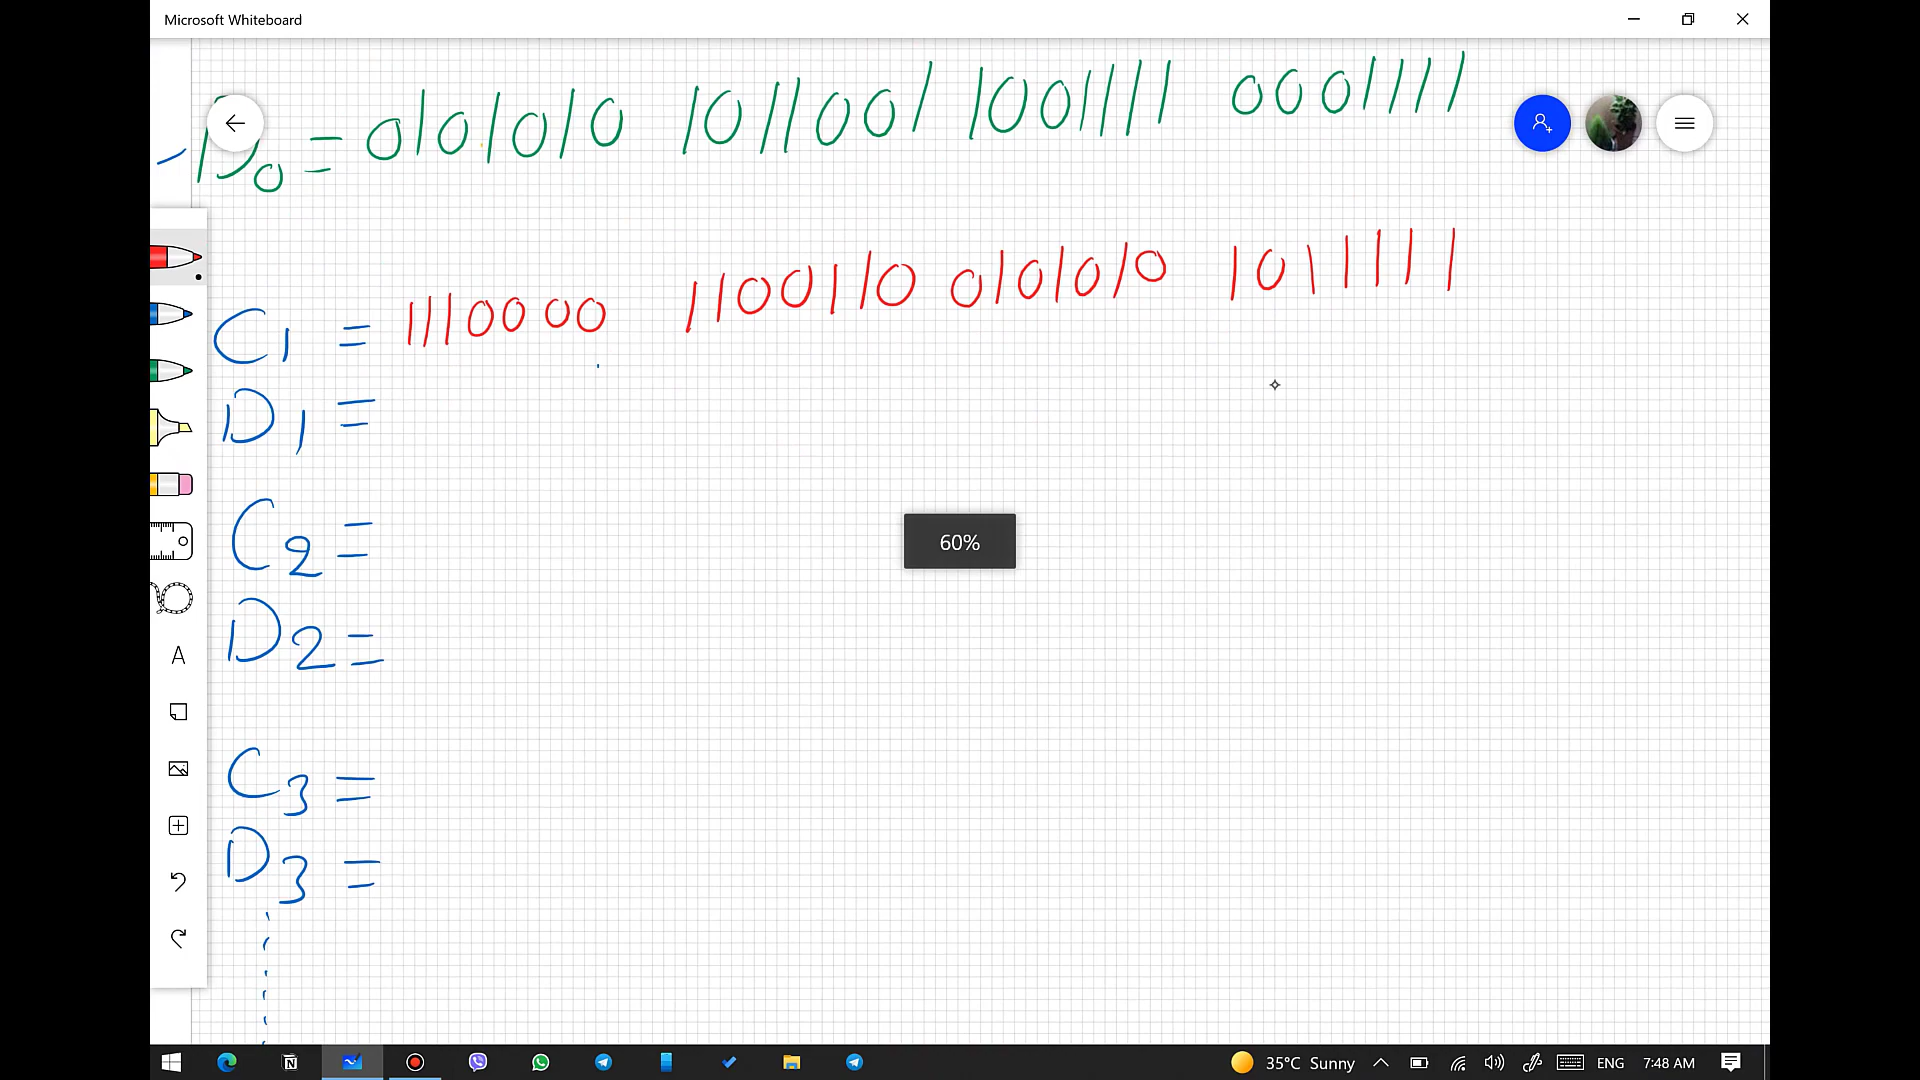 Microsoft Whiteboard
D0 = 0101010 1011001 1001111 0001111
C1 = 1110000 1100110 0101010 1011111
D1 =
C2 =
60%
D2 =
A
C3 =
D3 =
35°C Sunny ENG 7:48 AM